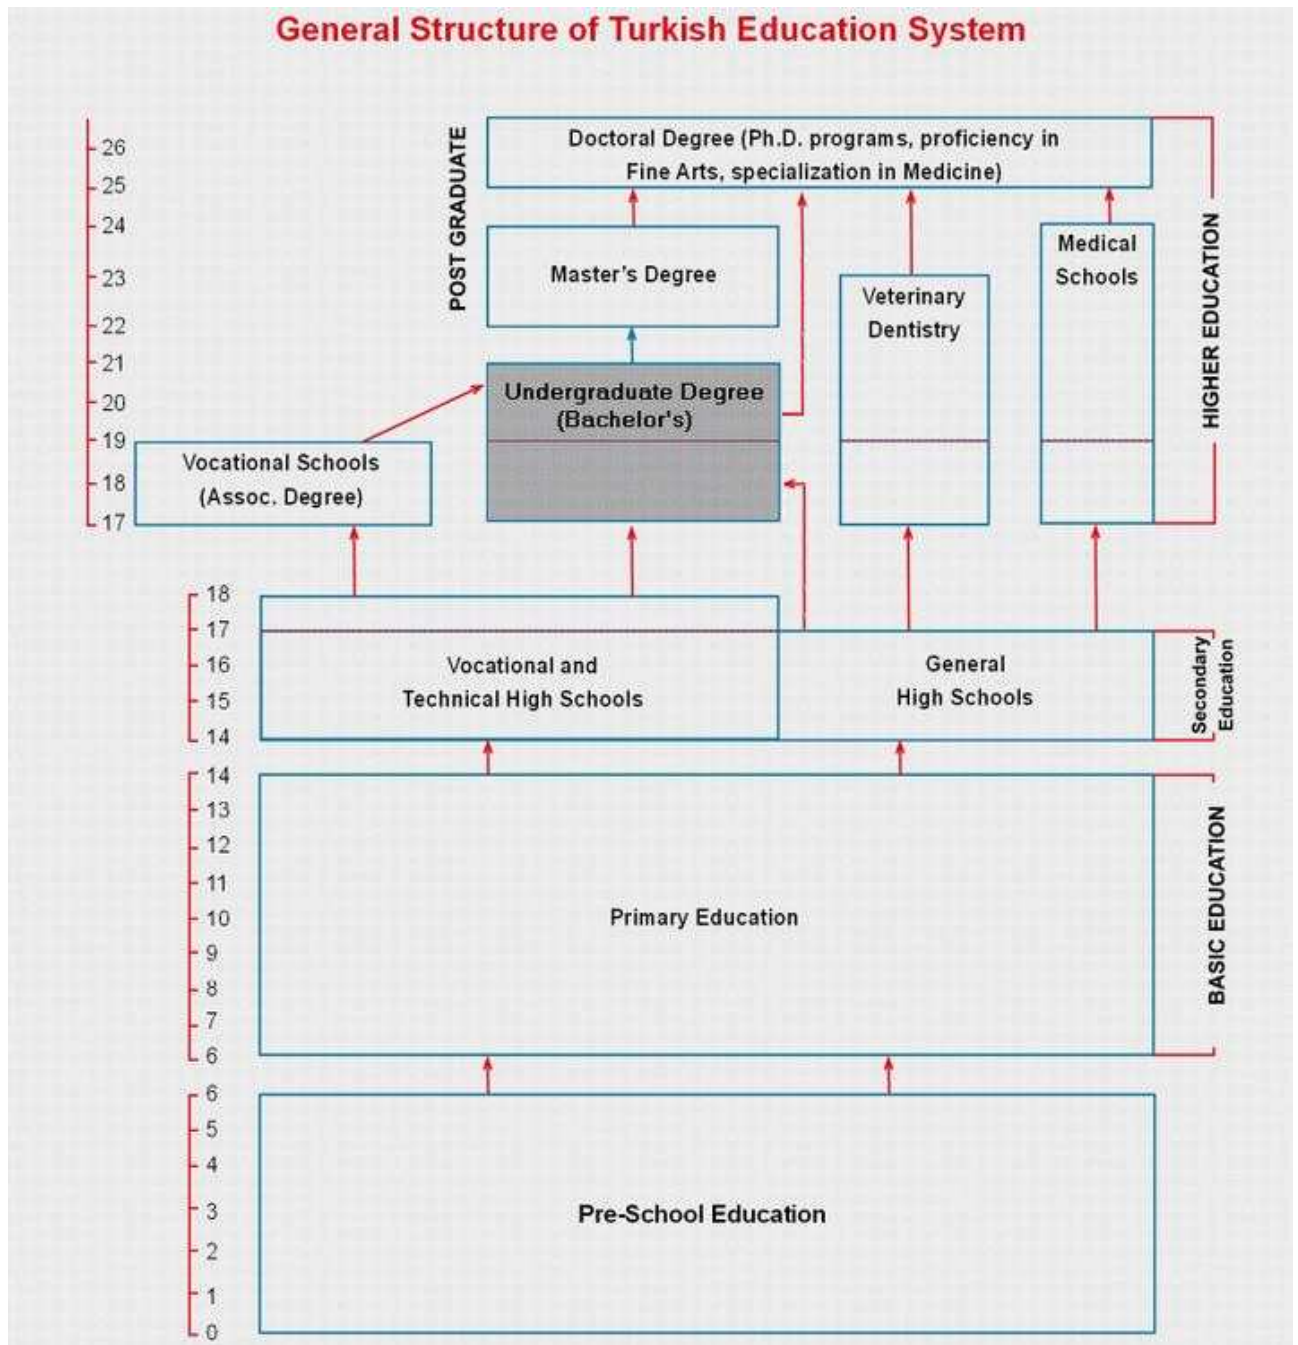 General Structure of Turkish Education System
26
25
24
23
22
21
20
19
18
17
POST GRADUATE
Doctoral Degree (Ph.D. programs, proficiency in
Fine Arts, specialization in Medicine)
Master's Degree
Medical
Schools
Veterinary
Dentistry
HIGHER EDUCATION
Undergraduate Degree
(Bachelor's)
Vocational Schools
(Assoc. Degree)
18
17
16
15
14
Vocational and
Technical High Schools
General
High Schools
Secondary
Education
14
13
12
11
10
9
8
7
6
Primary Education
BASIC EDUCATION
6
5
4
3
2
1
0
Pre-School Education